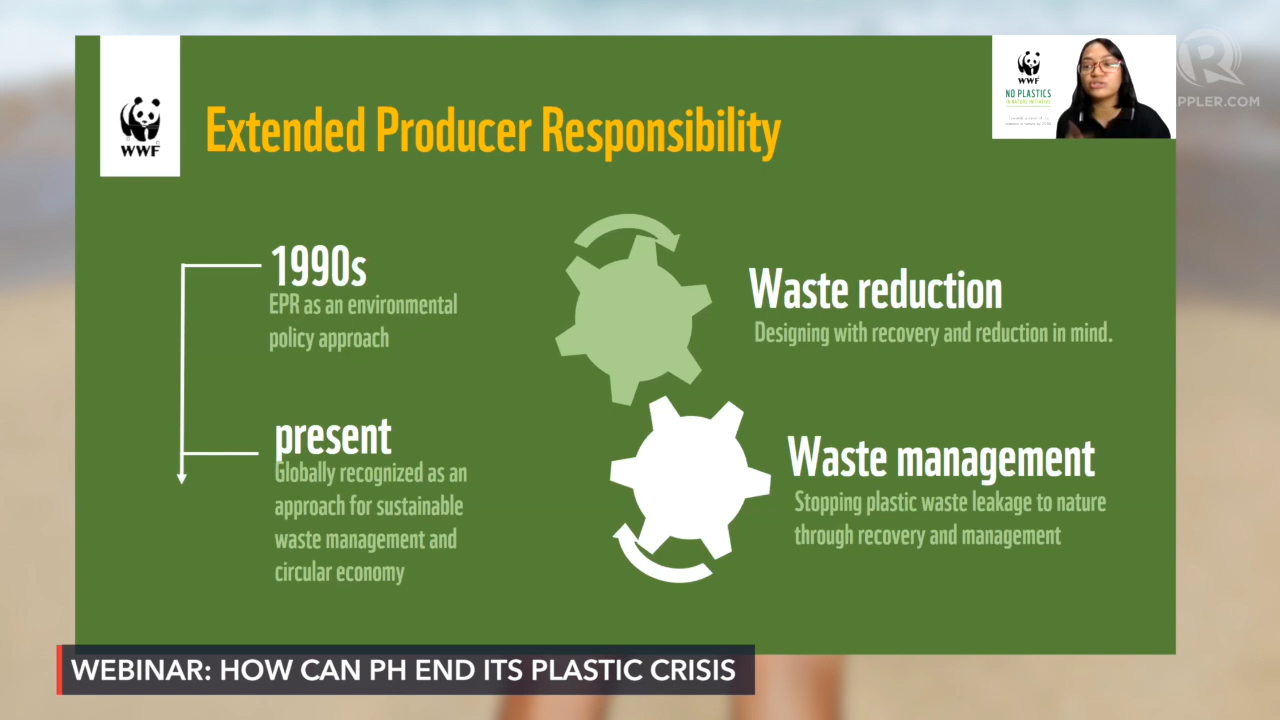 WWF
Extended Producer Responsibility
1990s
EPR as an environmental
policy approach
present
Globally recognized as an
approach for sustainable
waste management and
circular economy
Waste reduction
Designing with recovery and reduction in mind.
Waste management
Stopping plastic waste leakage to nature
through recovery and management
WWF
NO PLASTICS
IN NATURE INITIATIVE
R
PPLER.COM
WEBINAR: HOW CAN PH END ITS PLASTIC CRISIS